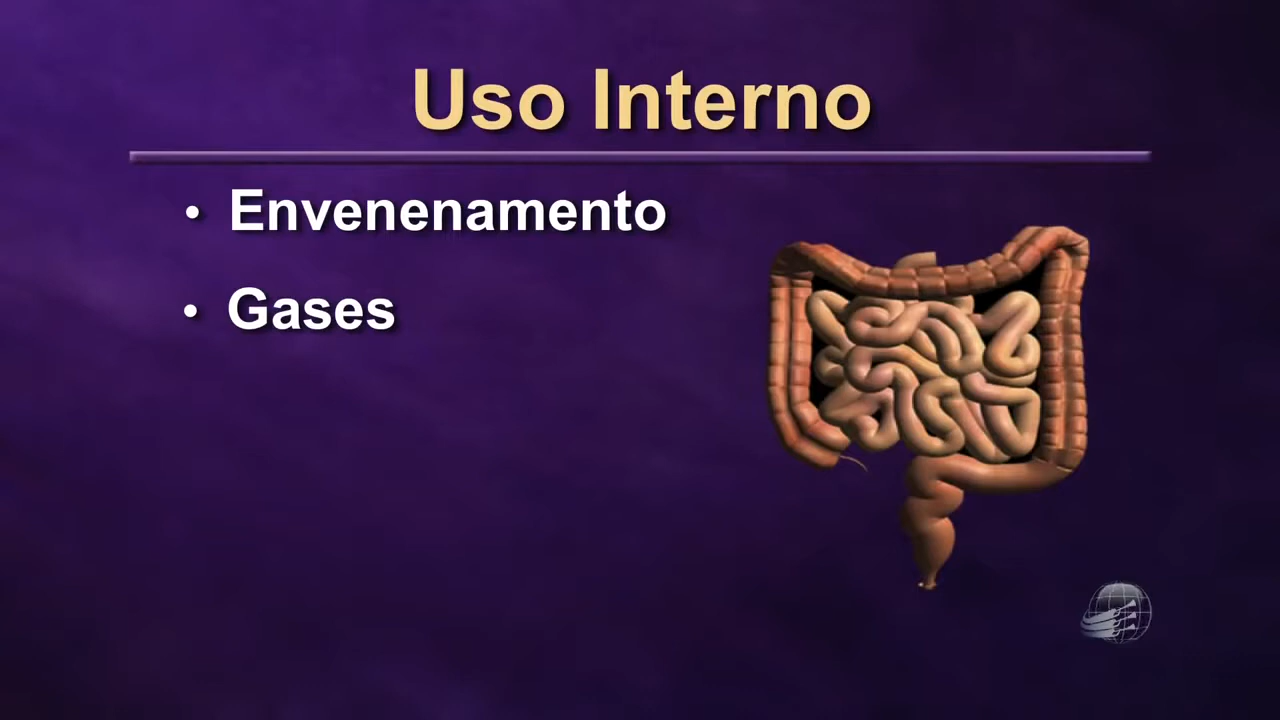 Uso Interno
• Envenenamento
• Gases